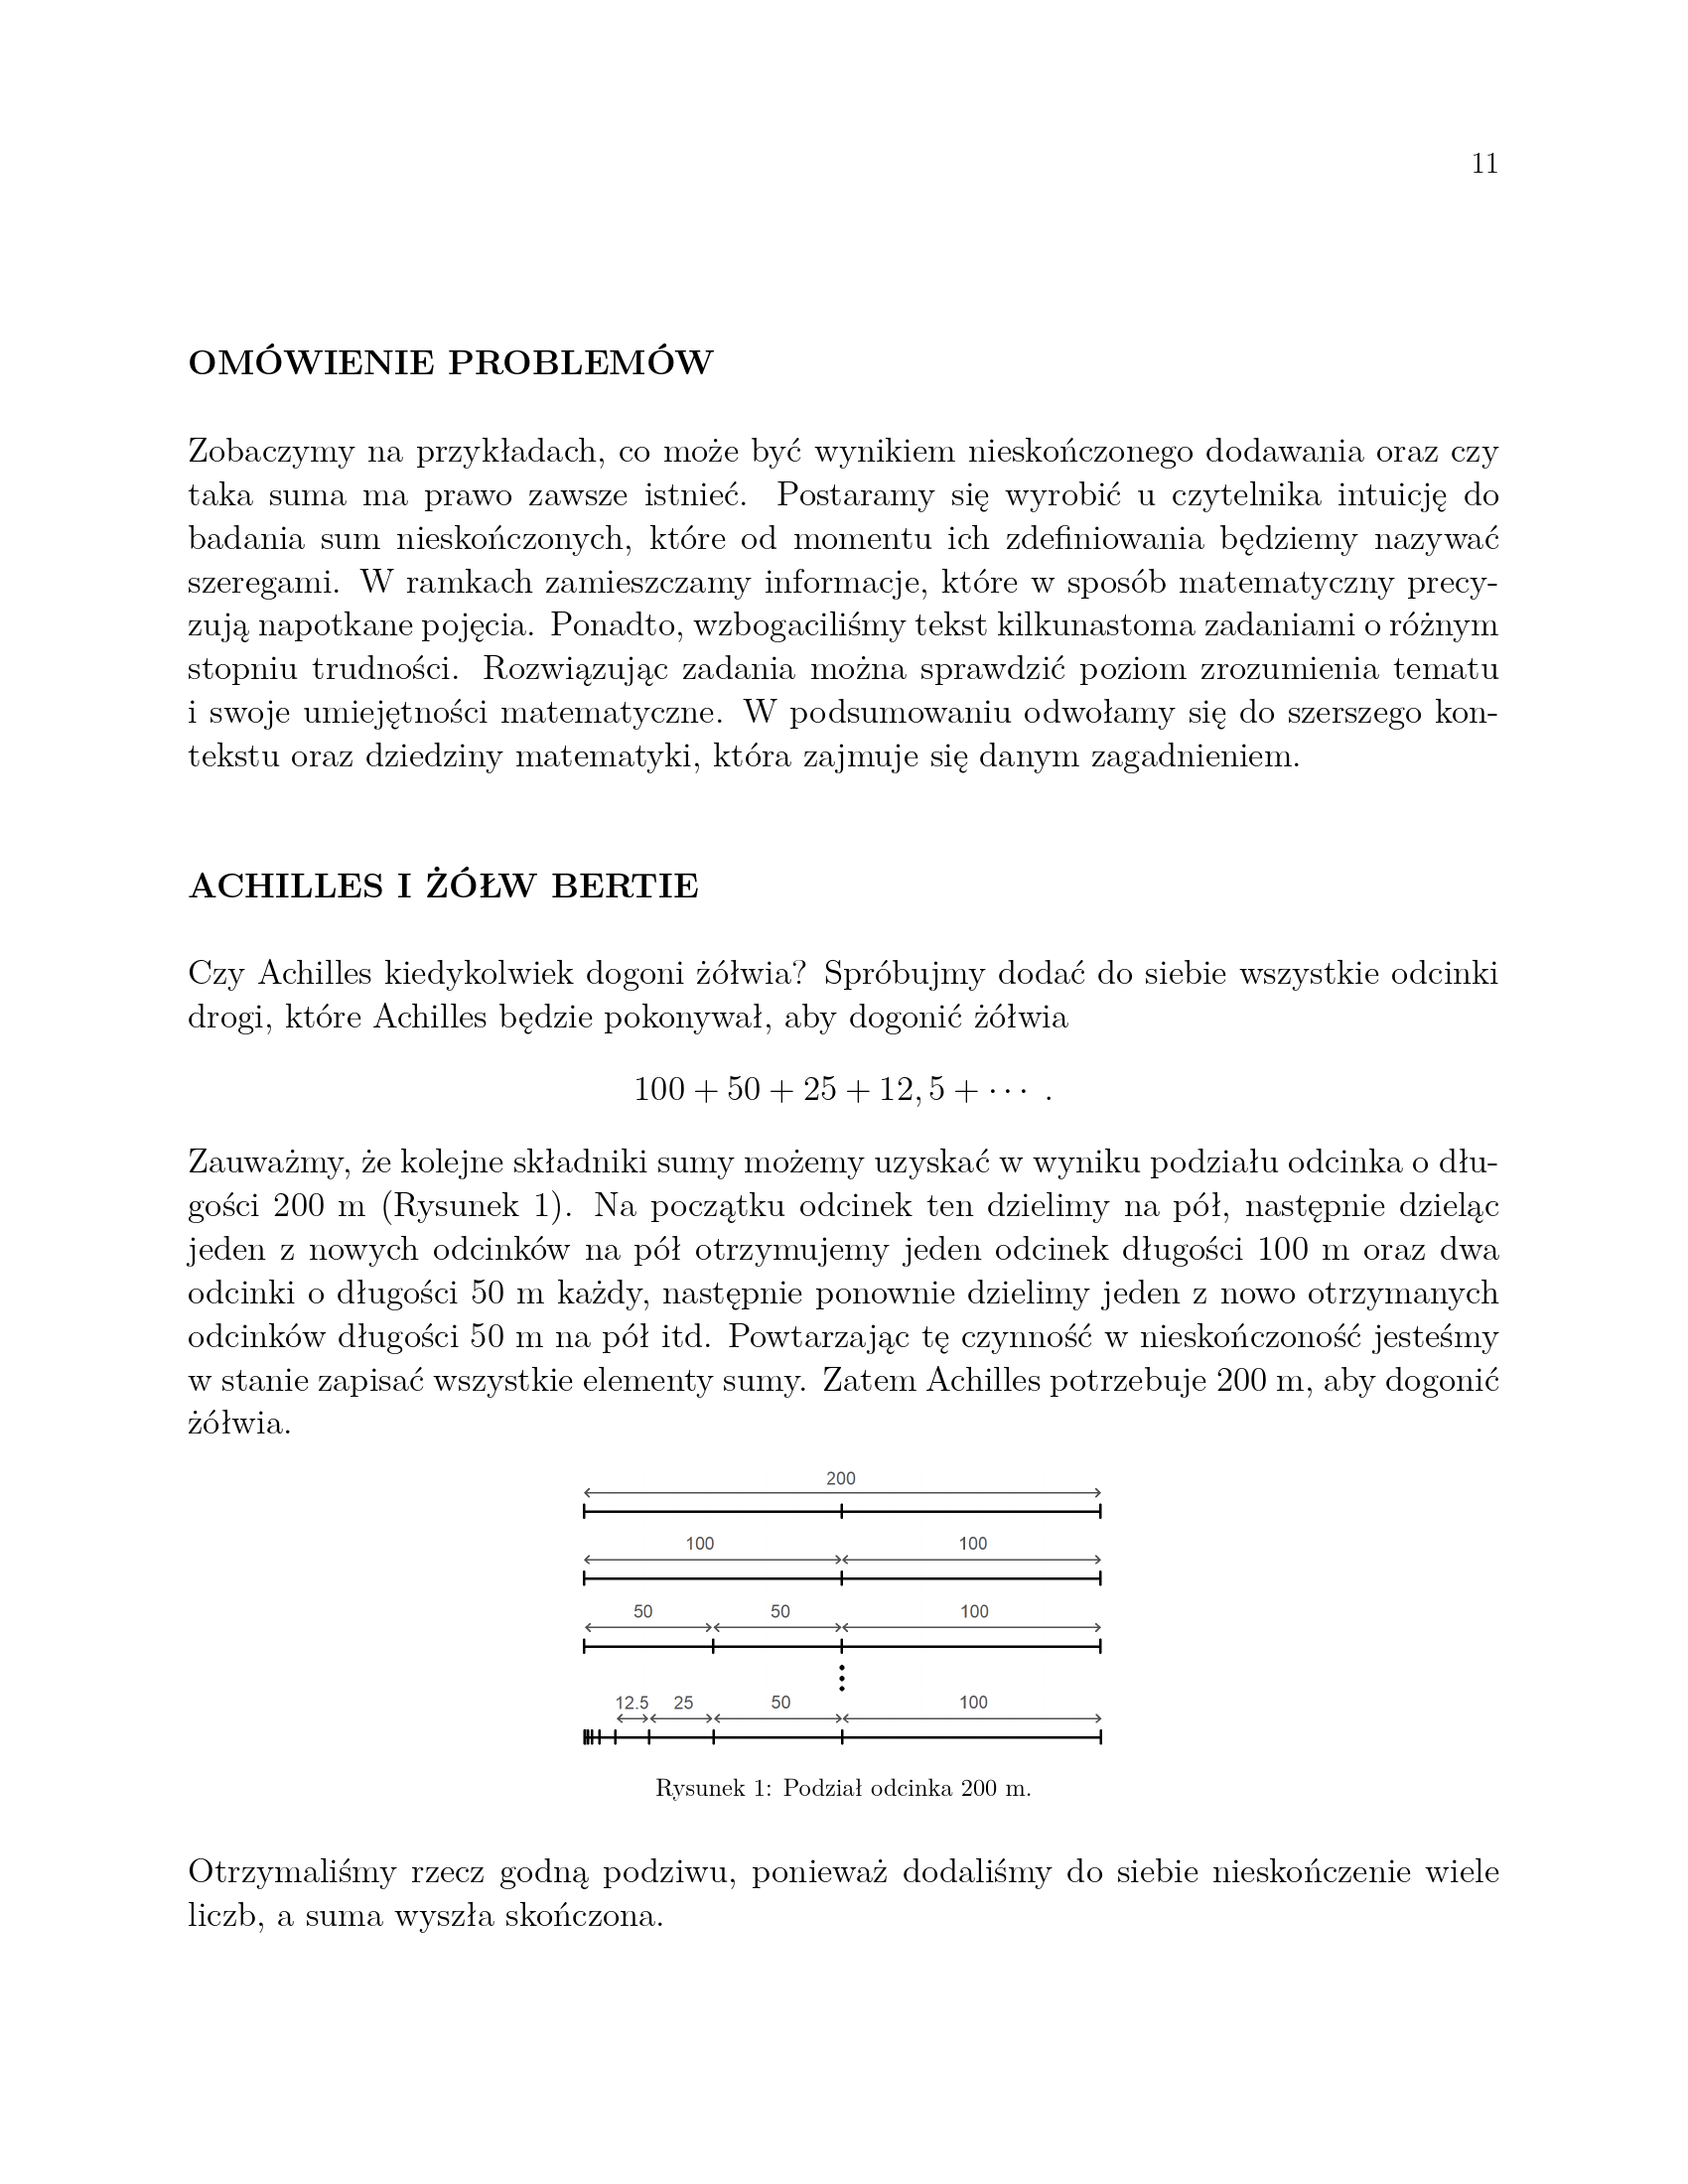 11
OMÓWIENIE PROBLEMÓW
Zobaczymy na przykładach, co może być wynikiem nieskończonego dodawania oraz czy
taka suma ma prawo zawsze istnieć. Postaramy się wyrobić u czytelnika intuicję do
badania sum nieskończonych, które od momentu ich zdefiniowania będziemy nazywać
szeregami. W ramkach zamieszczamy informacje, które w sposób matematyczny precy-
zują napotkane pojęcia. Ponadto, wzbogaciliśmy tekst kilkunastoma zadaniami o różnym
stopniu trudności. Rozwiązując zadania można sprawdzić poziom zrozumienia tematu
i swoje umiejętności matematyczne. W podsumowaniu odwołamy się do szerszego kon-
tekstu oraz dziedziny matematyki, która zajmuje się danym zagadnieniem.
ACHILLES I ŻÓŁW BERTIE
Czy Achilles kiedykolwiek dogoni żółwia? Spróbujmy dodać do siebie wszystkie odcinki
drogi, które Achilles będzie pokonywał, aby dogonić żółwia
100 + 50 + 25 + 12, 5 + ··· .
Zauważmy, że kolejne składniki sumy możemy uzyskać w wyniku podziału odcinka o dłu-
gości 200 m (Rysunek 1). Na początku odcinek ten dzielimy na pół, następnie dzieląc
jeden z nowych odcinków na pół otrzymujemy jeden odcinek długości 100 m oraz dwa
odcinki o długości 50 m każdy, następnie ponownie dzielimy jeden z nowo otrzymanych
odcinków długości 50 m na pół itd. Powtarzając tę czynność w nieskończoność jesteśmy
w stanie zapisać wszystkie elementy sumy. Zatem Achilles potrzebuje 200 m, aby dogonić
żółwia.
200
100 100
50 50 100
12.5 25 50 100
Rysunek 1: Podział odcinka 200 m.
Otrzymaliśmy rzecz godną podziwu, ponieważ dodaliśmy do siebie nieskończenie wiele
liczb, a suma wyszła skończona.